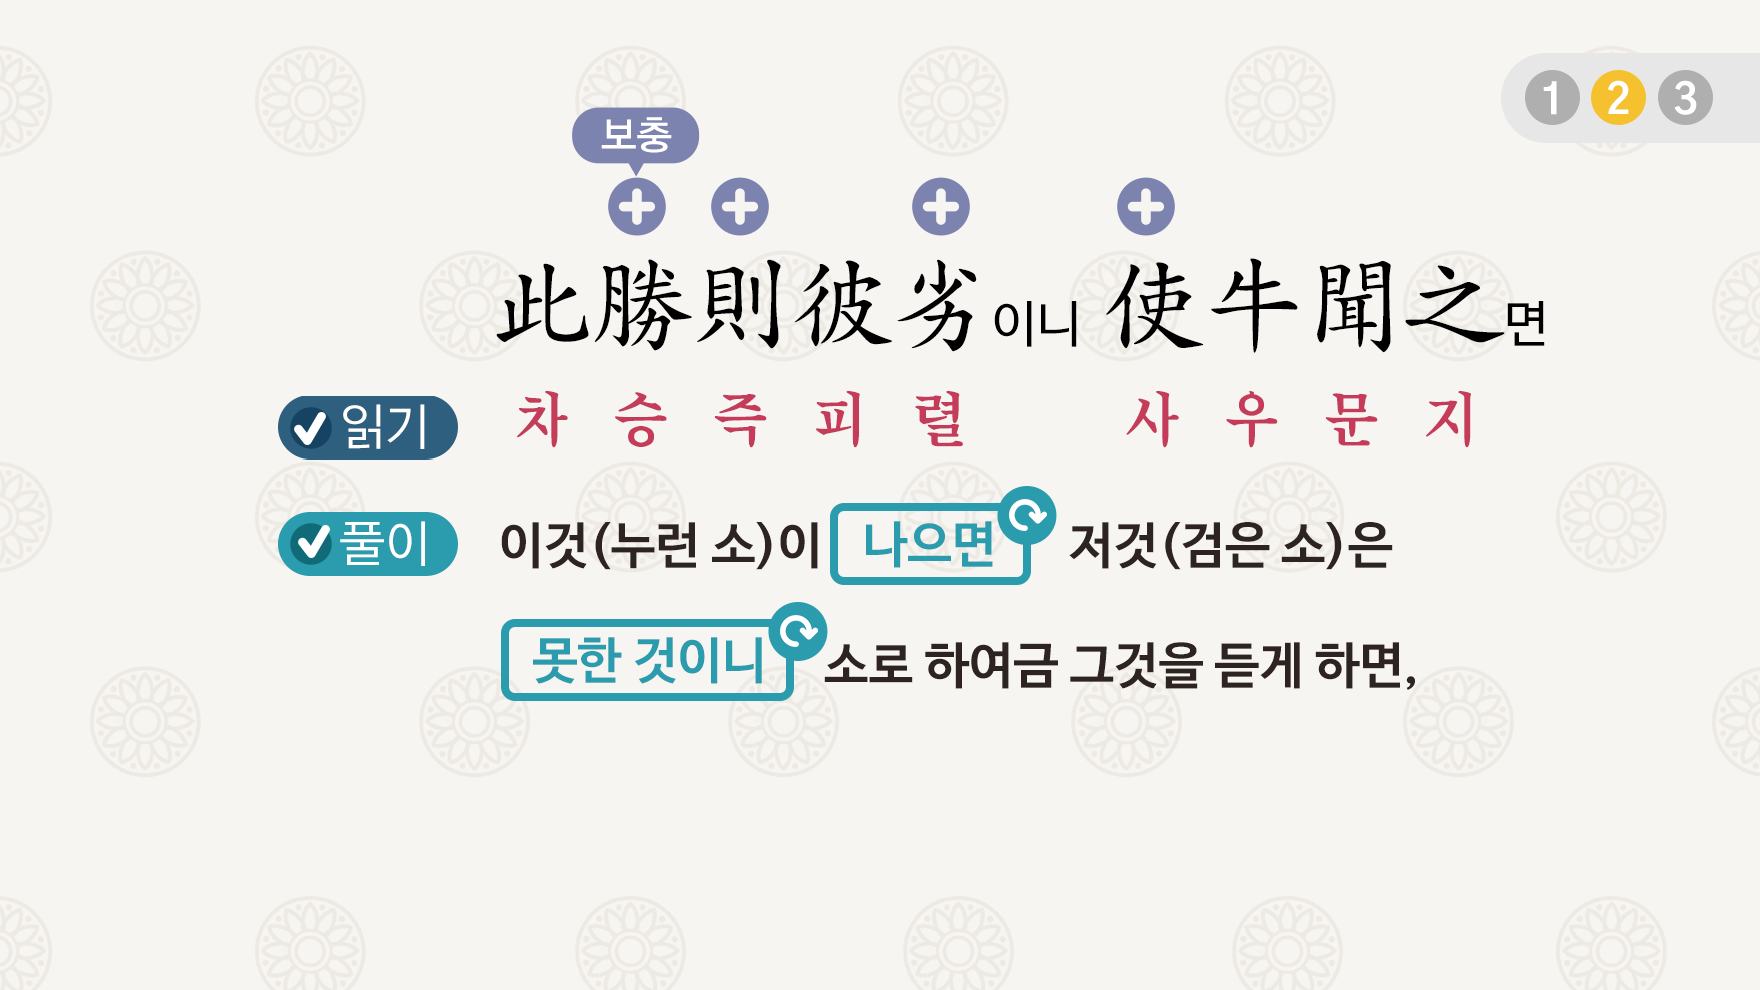 1 2 3
보충
此勝則彼劣이니 使牛聞之면
읽기 차 승 즉 피 렬 사 우 문 지
풀이 이것(누런 소)이 나으면 저것(검은 소)은
못한 것이니 소로 하여금 그것을 듣게 하면,